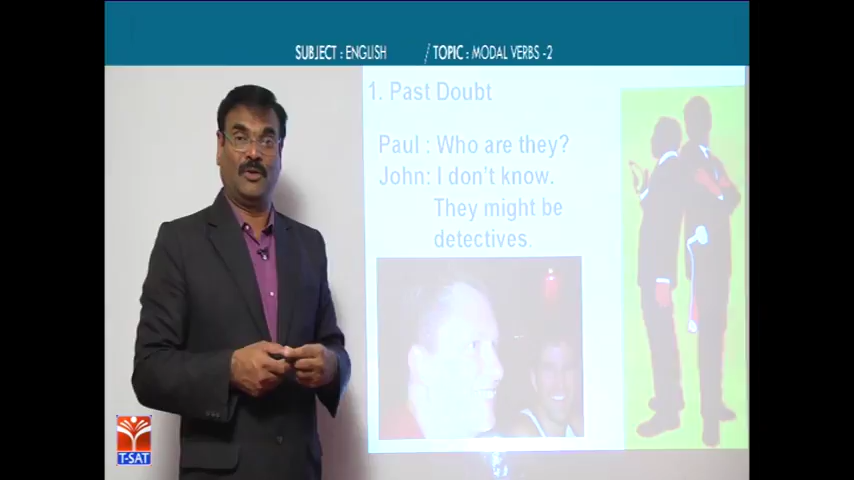 SUBJECT : ENGLISH / TOPIC : MODAL VERBS -2
1. Past Doubt
Paul : Who are they?
John: I don't know.
They might be
detectives.
T-SAT